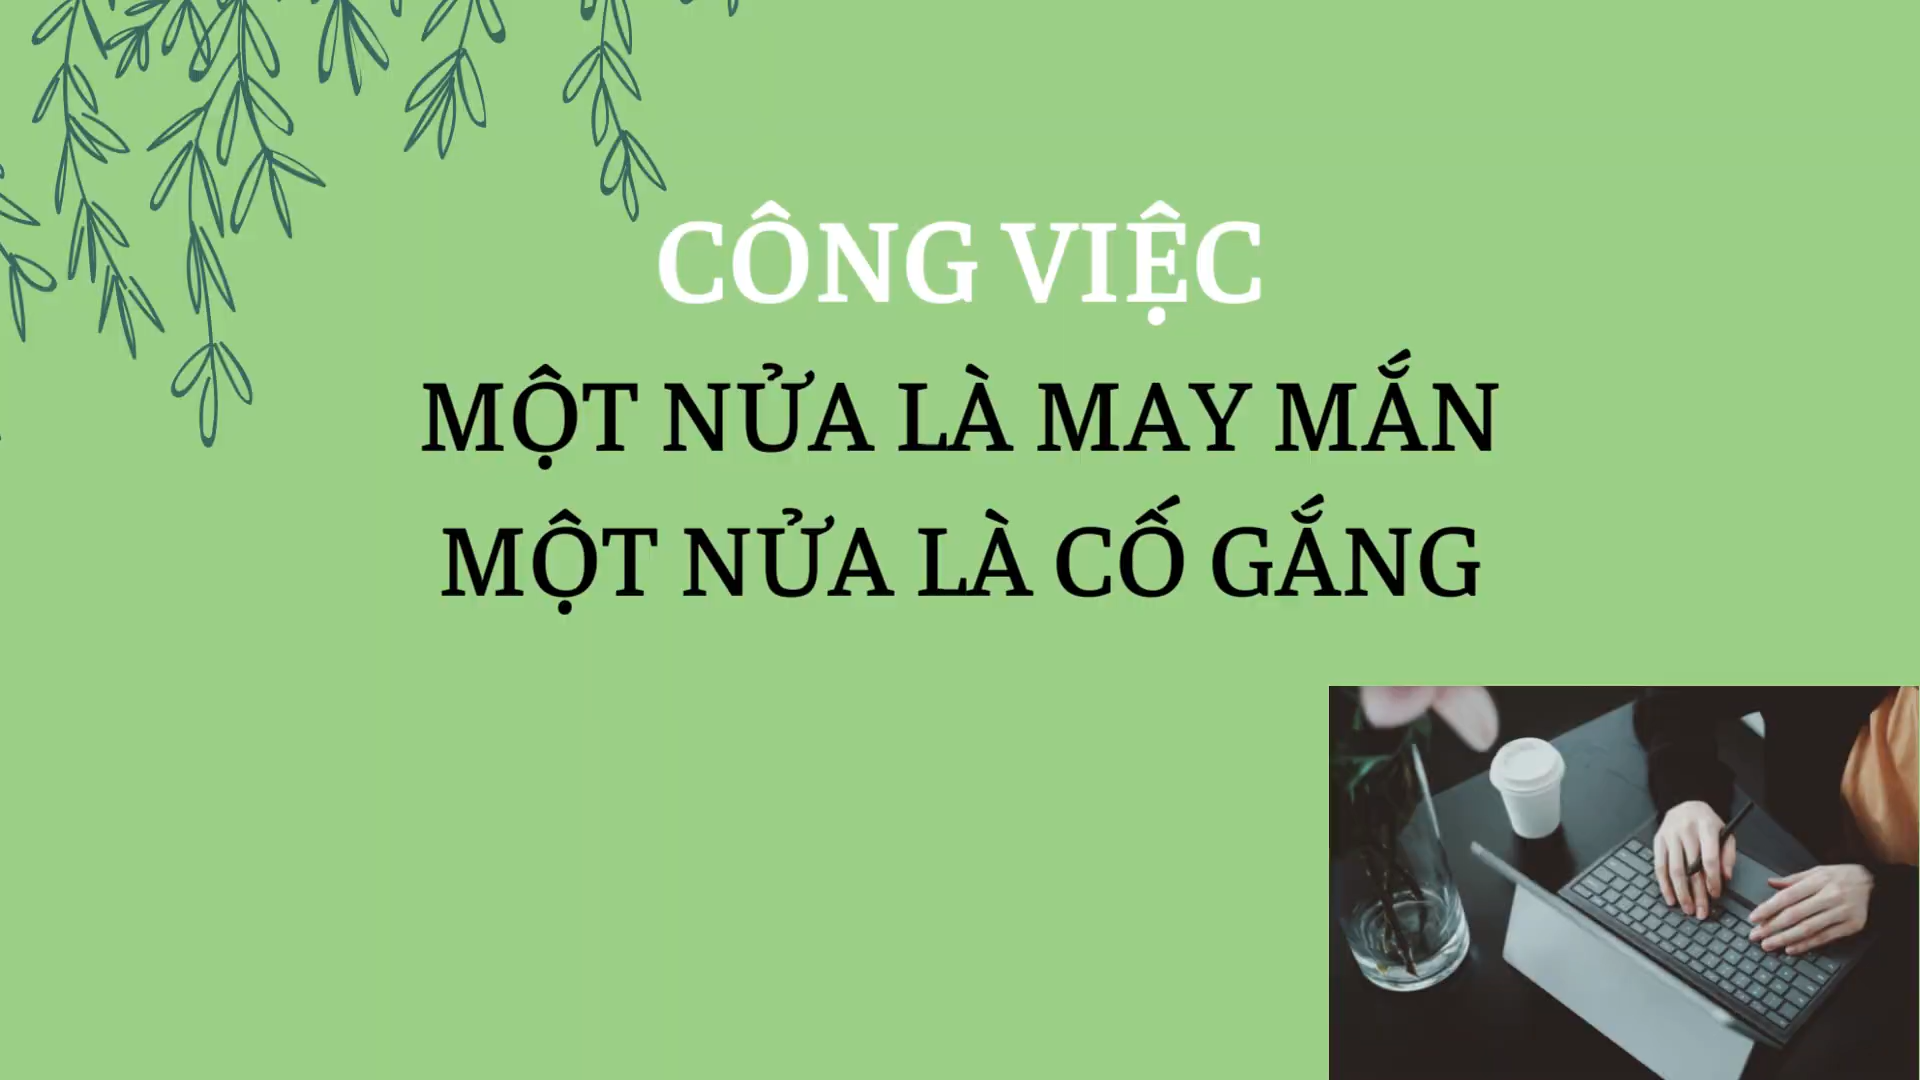 CÔNG VIỆC
MỘT NỬA LÀ MAY MẮN
MỘT NỬA LÀ CỐ GẮNG